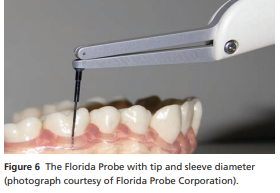 Figure 6 The Florida Probe with tip and sleeve diameter
(photograph courtesy of Florida Probe Corporation).